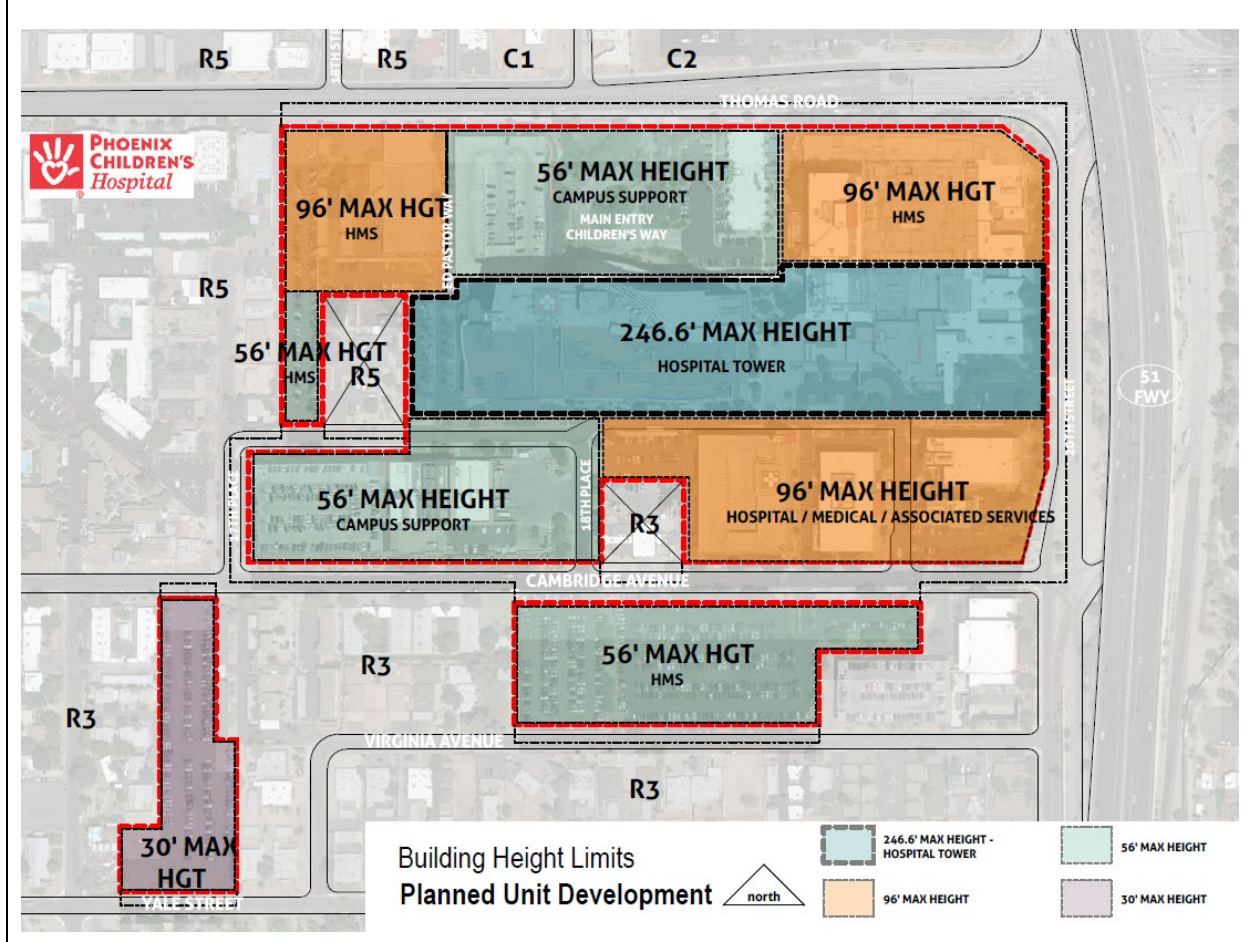 R5
R5
C1
C2
THOMAS ROAD
PHOENIX
CHILDREN'S
Hospital
®
56' MAX HEIGHT
CAMPUS SUPPORT
MAIN ENTRY
CHILDREN'S WAY
96' MAX HGT
HMS
96' MAX HGT
HMS
ED PASTOR WAY
R5
246.6' MAX HEIGHT
HOSPITAL TOWER
56' MAX HGT
HMS
R5
51
FWY
56' MAX HEIGHT
CAMPUS SUPPORT
18TH PLACE
R3
96' MAX HEIGHT
HOSPITAL / MEDICAL / ASSOCIATED SERVICES
CAMBRIDGE AVENUE
56' MAX HGT
HMS
R3
R3
VIRGINIA AVENUE
R3
30' MAX
HGT
YALE STREET
Building Height Limits
Planned Unit Development
north
246.6' MAX HEIGHT -
HOSPITAL TOWER
56' MAX HEIGHT
96' MAX HEIGHT
30' MAX HEIGHT